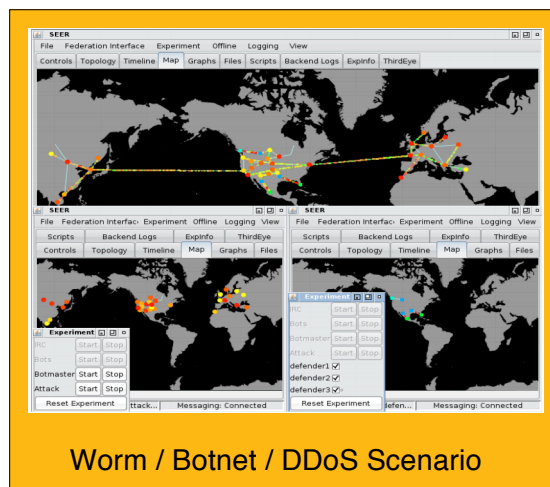 SEER
File Federation Interface Experiment Offline Logging View
Controls Topology Timeline Map Graphs Files Scripts Backend Logs ExpInfo ThirdEye
SEER
File Federation Interfac Experiment Offline Logging View
Scripts Backend Logs ExpInfo ThirdEye
Controls Topology Timeline Map Graphs Files
Experiment
IRC Start Stop
Bots Start Stop
Botmaster Start Stop
Attack Start Stop
Reset Experiment
ttack... Messaging: Connected
SEER
File Federation Interfac Experiment Offline Logging View
Scripts Backend Logs ExpInfo ThirdEye
Controls Topology Timeline Map Graphs Files
Experiment
IRC Start Stop
Bots Start Stop
Botmaster Start Stop
Attack Start Stop
defender1
defender2
defender3
Reset Experiment
defen... Messaging: Connected
Worm / Botnet / DDoS Scenario